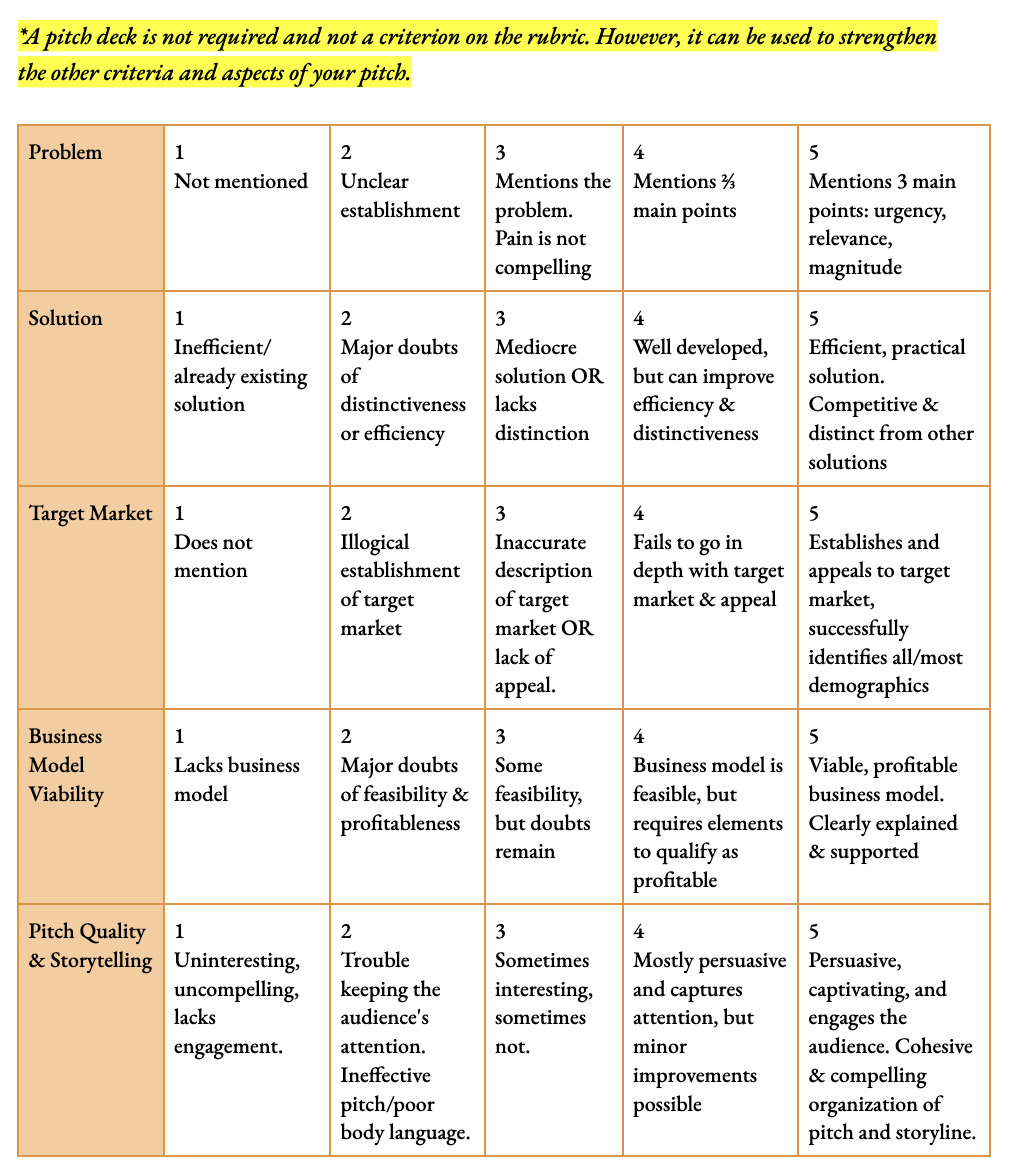 *A pitch deck is not required and not a criterion on the rubric. However, it can be used to strengthen
the other criteria and aspects of your pitch.
Problem
1
Not mentioned
2
Unclear
establishment
3
Mentions the
problem.
Pain is not
compelling
4
Mentions ⅔
main points
5
Mentions 3 main
points: urgency,
relevance,
magnitude
Solution
1
Inefficient/
already existing
solution
2
Major doubts
of
distinctiveness
or efficiency
3
Mediocre
solution OR
lacks
distinction
4
Well developed,
but can improve
efficiency &
distinctiveness
5
Efficient, practical
solution.
Competitive &
distinct from other
solutions
Target Market
1
Does not
mention
2
Illogical
establishment
of target
market
3
Inaccurate
description
of target
market OR
lack of
appeal.
4
Fails to go in
depth with target
market & appeal
5
Establishes and
appeals to target
market,
successfully
identifies all/most
demographics
Business
Model
Viability
1
Lacks business
model
2
Major doubts
of feasibility &
profitableness
3
Some
feasibility,
but doubts
remain
4
Business model is
feasible, but
requires elements
to qualify as
profitable
5
Viable, profitable
business model.
Clearly explained
& supported
Pitch Quality
& Storytelling
1
Uninteresting,
uncompelling,
lacks
engagement.
2
Trouble
keeping the
audience's
attention.
Ineffective
pitch/poor
body language.
3
Sometimes
interesting,
sometimes
not.
4
Mostly persuasive
and captures
attention, but
minor
improvements
possible
5
Persuasive,
captivating, and
engages the
audience. Cohesive
& compelling
organization of
pitch and storyline.